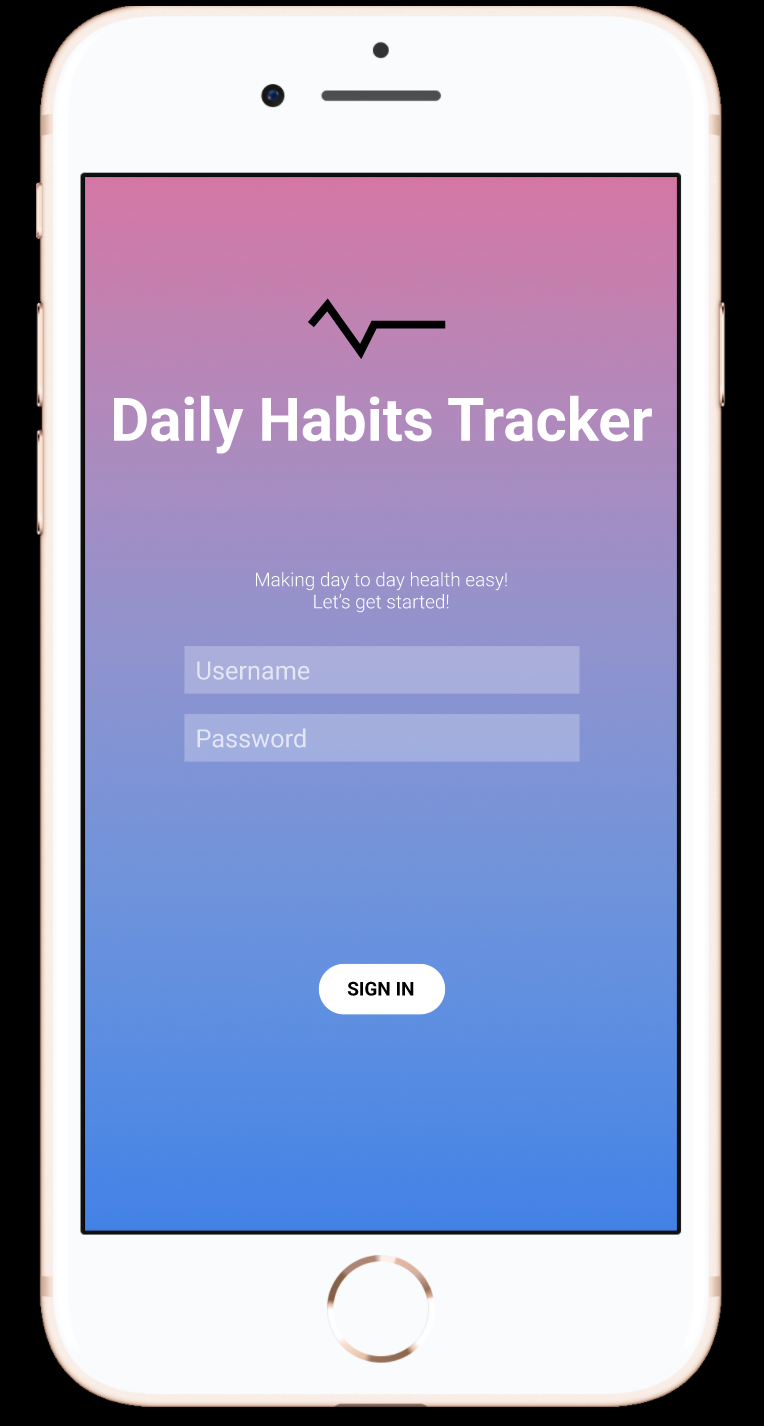 Daily Habits Tracker
Making day to day health easy!
Let's get started!
Username
Password
SIGN IN